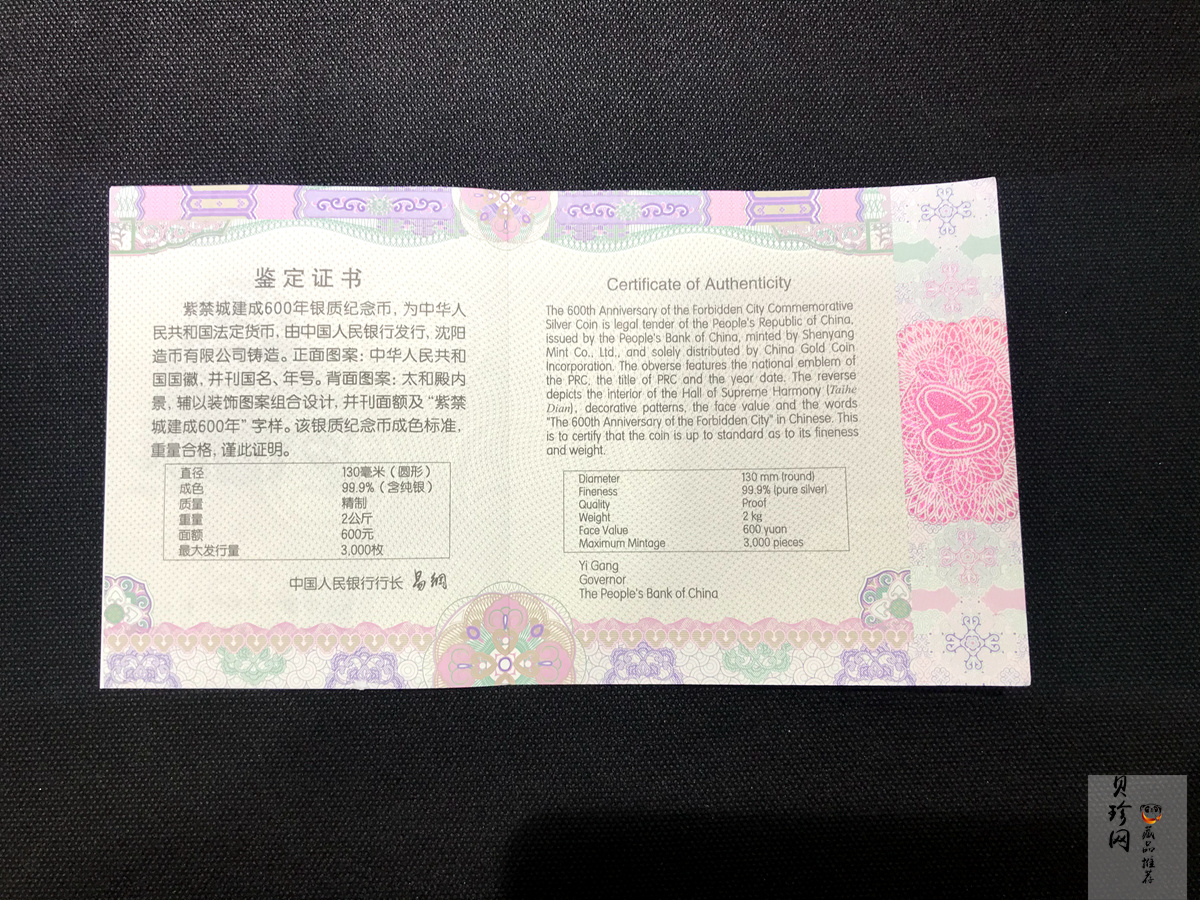 鉴定证书
紫禁城建成600年银质纪念币，为中华人
民共和国法定货币，由中国人民银行发行，沈阳
造币有限公司铸造。正面图案：中华人民共和国
国徽，并刊国名、年号。背面图案：太和殿内
景，辅以装饰图案组合设计，并刊面额及“紫禁
城建成600年”字样。该银质纪念币成色标准，
重量合格，谨此证明。
直径 130毫米（圆形）
成色 99.9%（含纯银）
质量 精制
重量 2公斤
面额 600元
最大发行量 3,000枚
中国人民银行行长 易纲
Certificate of Authenticity
The 600th Anniversary of the Forbidden City Commemorative
Silver Coin is legal tender of the People's Republic of China,
issued by the People's Bank of China, minted by Shenyang
Mint Co., Ltd., and solely distributed by China Gold Coin
Incorporation. The obverse features the national emblem of
the PRC, the title of PRC and the year date. The reverse
depicts the interior of the Hall of Supreme Harmony (Taihe
Dian), decorative patterns, the face value and the words
"The 600th Anniversary of the Forbidden City" in Chinese. This
is to certify that the coin is up to standard as to its fineness
and weight.
Diameter 130 mm (round)
Fineness 99.9% (pure silver)
Quality Proof
Weight 2 kg
Face Value 600 yuan
Maximum Mintage 3,000 pieces
Yi Gang
Governor
The People's Bank of China
贝珍网
藏品推荐